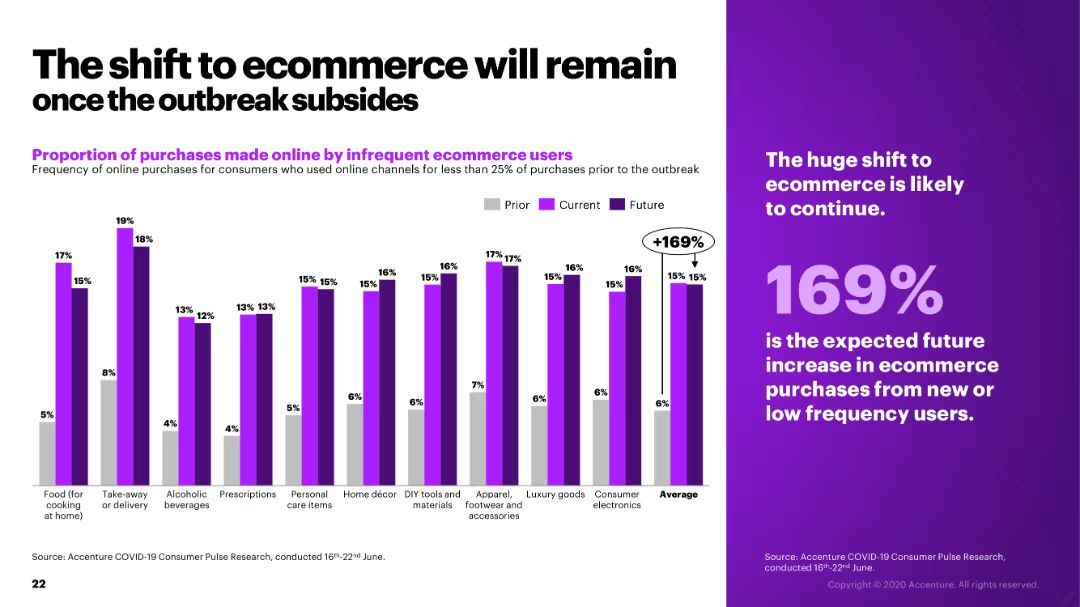 The shift to ecommerce will remain
once the outbreak subsides
Proportion of purchases made online by infrequent ecommerce users
Frequency of online purchases for consumers who used online channels for less than 25% of purchases prior to the outbreak
Prior Current Future
5% 17% 15%
8% 19% 18%
4% 13% 12%
4% 13% 13%
5% 15% 15%
6% 15% 16%
6% 15% 16%
7% 17% 17%
6% 15% 16%
6% 15% 16%
+169%
6% 15% 15%
Food (for
cooking
at home)
Take-away
or delivery
Alcoholic
beverages
Prescriptions
Personal
care items
Home décor
DIY tools and
materials
Apparel,
footwear and
accessories
Luxury goods
Consumer
electronics
Average
Source: Accenture COVID-19 Consumer Pulse Research, conducted 16th-22nd June.
22
The huge shift to
ecommerce is likely
to continue.
169%
is the expected future
increase in ecommerce
purchases from new or
low frequency users.
Source: Accenture COVID-19 Consumer Pulse Research,
conducted 16th-22nd June.
Copyright © 2020 Accenture. All rights reserved.